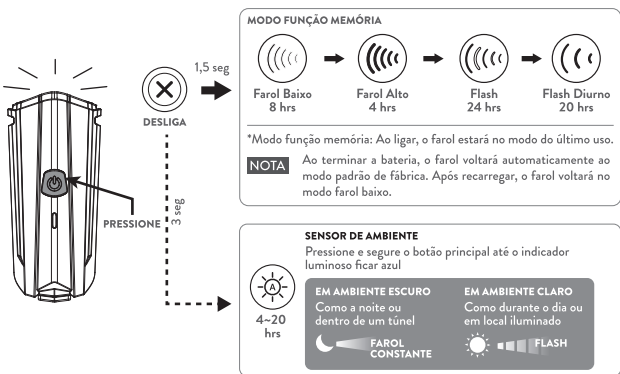 MODO FUNÇÃO MEMÓRIA
1,5 seg
DESLIGA
Farol Baixo
8 hrs
Farol Alto
4 hrs
Flash
24 hrs
Flash Diurno
20 hrs
*Modo função memória: Ao ligar, o farol estará no modo do último uso.
NOTA
Ao terminar a bateria, o farol voltará automaticamente ao
modo padrão de fábrica. Após recarregar, o farol voltará no
modo farol baixo.
PRESSIONE
3 seg
SENSOR DE AMBIENTE
Pressione e segure o botão principal até o indicador
luminoso ficar azul
A
4~20
hrs
EM AMBIENTE ESCURO
Como a noite ou
dentro de um túnel
FAROL
CONSTANTE
EM AMBIENTE CLARO
Como durante o dia ou
em local iluminado
FLASH